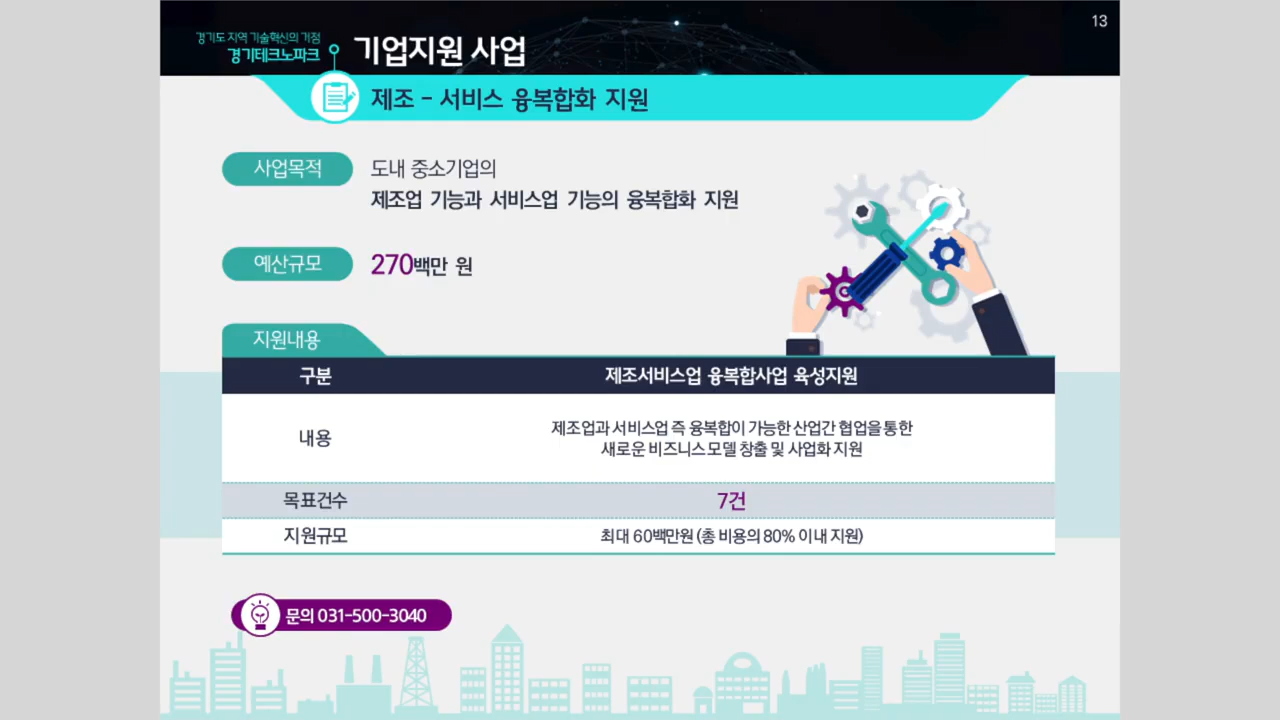 13
경기도 지역 기술혁신의 거점
경기테크노파크
기업지원 사업
제조 - 서비스 융복합화 지원
사업목적
도내 중소기업의
제조업 기능과 서비스업 기능의 융복합화 지원
예산규모
270백만 원
지원내용
구분
제조서비스업 융복합사업 육성지원
내용
제조업과 서비스업 즉 융복합이 가능한 산업간 협업을 통한
새로운 비즈니스 모델 창출 및 사업화 지원
목표건수
7건
지원규모
최대 60백만원 (총 비용의 80% 이내 지원)
문의 031-500-3040